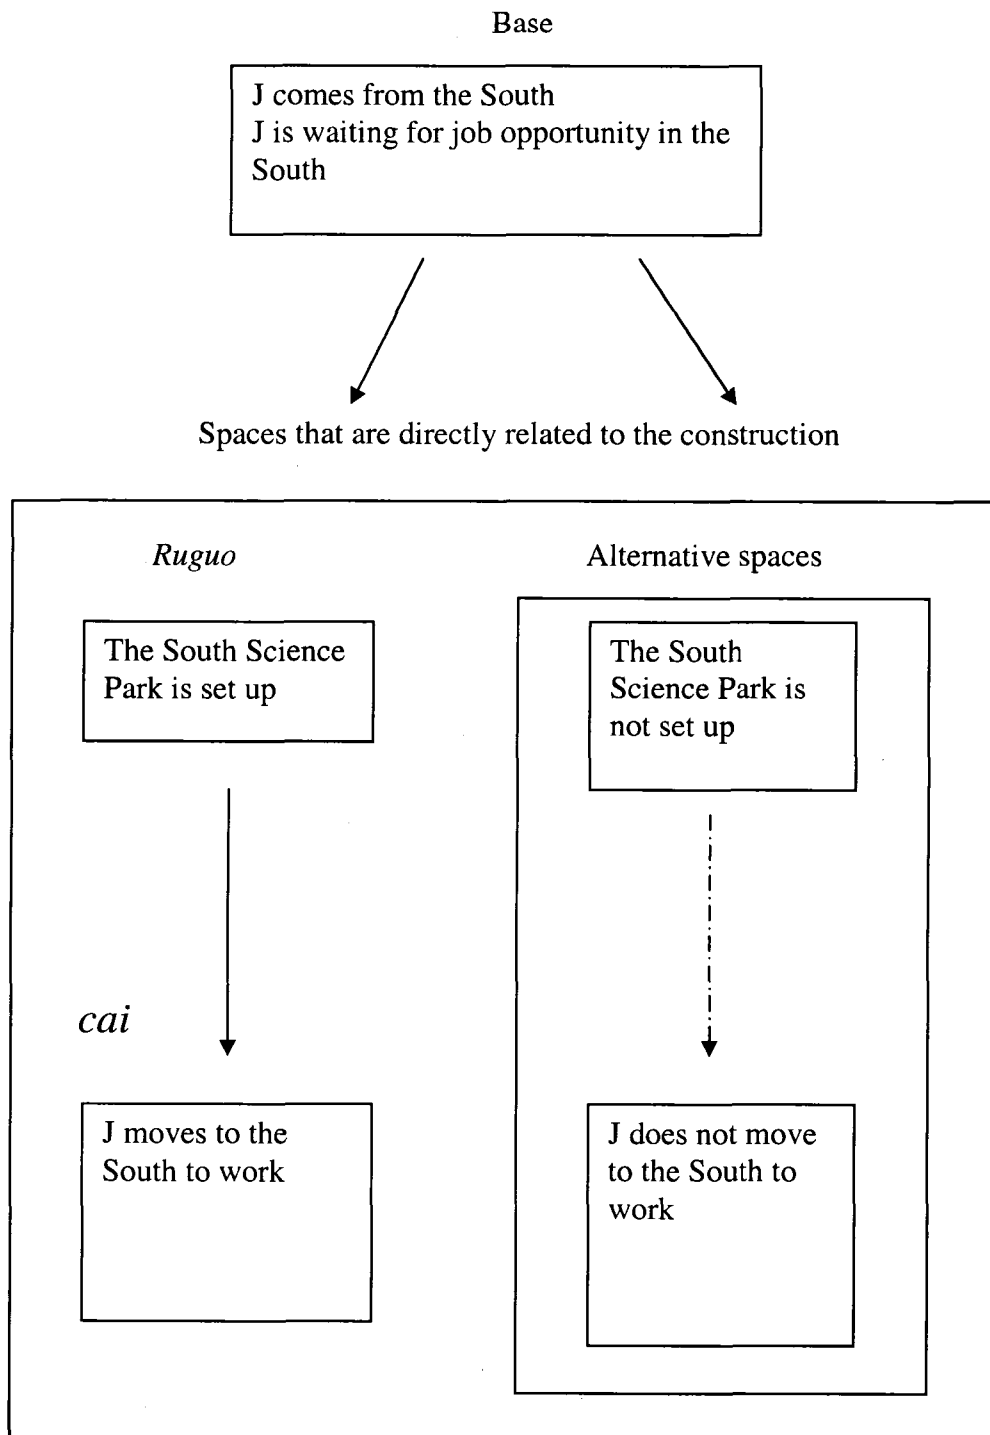 Base
J comes from the South
J is waiting for job opportunity in the
South
Spaces that are directly related to the construction
Ruguo
Alternative spaces
The South Science
Park is set up
The South
Science Park is
not set up
cai
J moves to the
South to work
J does not move
to the South to
work